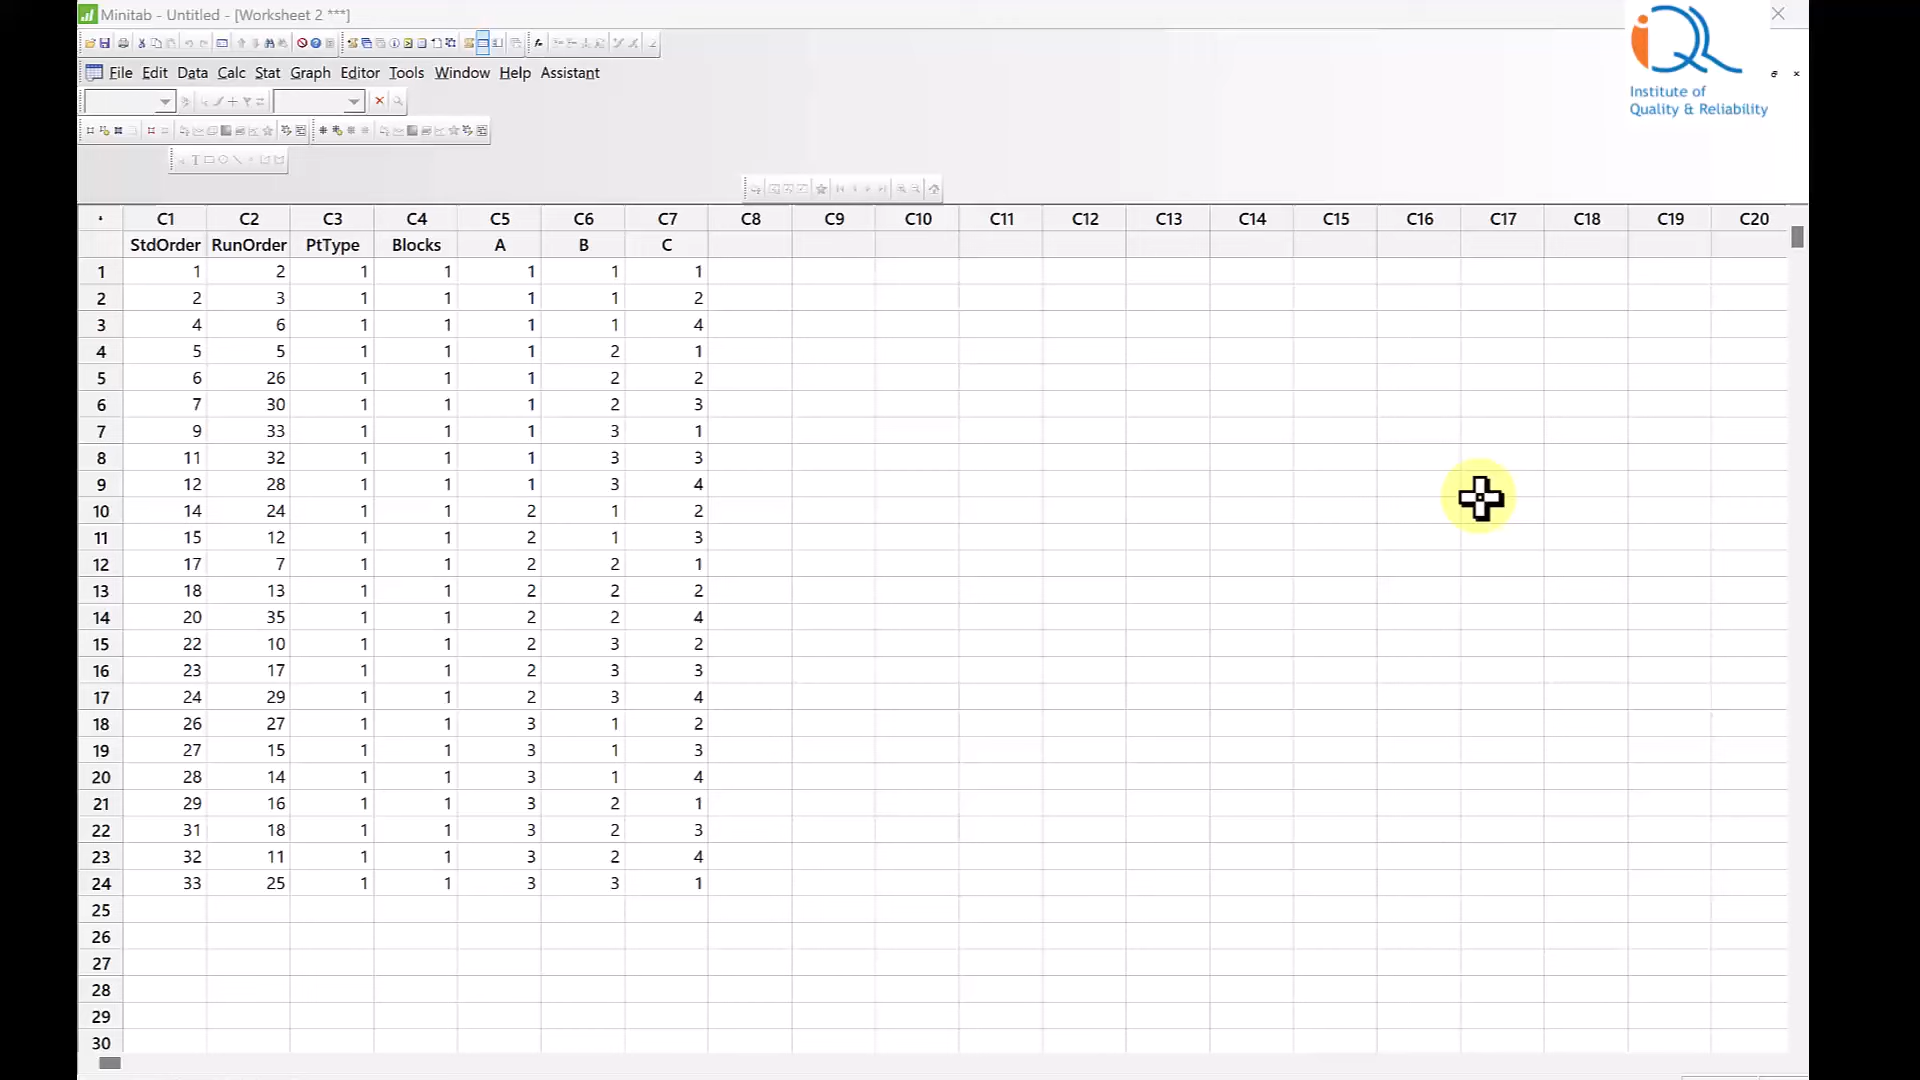 Minitab - Untitled - [Worksheet 2 ***]
iQR
Institute of
Quality & Reliability
File Edit Data Calc Stat Graph Editor Tools Window Help Assistant
C1 C2 C3 C4 C5 C6 C7 C8 C9 C10 C11 C12 C13 C14 C15 C16 C17 C18 C19 C20
StdOrder RunOrder PtType Blocks A B C
1 1 2 1 1 1 1 1
2 2 3 1 1 1 1 2
3 4 6 1 1 1 1 4
4 5 5 1 1 1 2 1
5 6 26 1 1 1 2 2
6 7 30 1 1 1 2 3
7 9 33 1 1 1 3 1
8 11 32 1 1 1 3 3
9 12 28 1 1 1 3 4
10 14 24 1 1 2 1 2
11 15 12 1 1 2 1 3
12 17 7 1 1 2 2 1
13 18 13 1 1 2 2 2
14 20 35 1 1 2 2 4
15 22 10 1 1 2 3 2
16 23 17 1 1 2 3 3
17 24 29 1 1 2 3 4
18 26 27 1 1 3 1 2
19 27 15 1 1 3 1 3
20 28 14 1 1 3 1 4
21 29 16 1 1 3 2 1
22 31 18 1 1 3 2 3
23 32 11 1 1 3 2 4
24 33 25 1 1 3 3 1
25
26
27
28
29
30